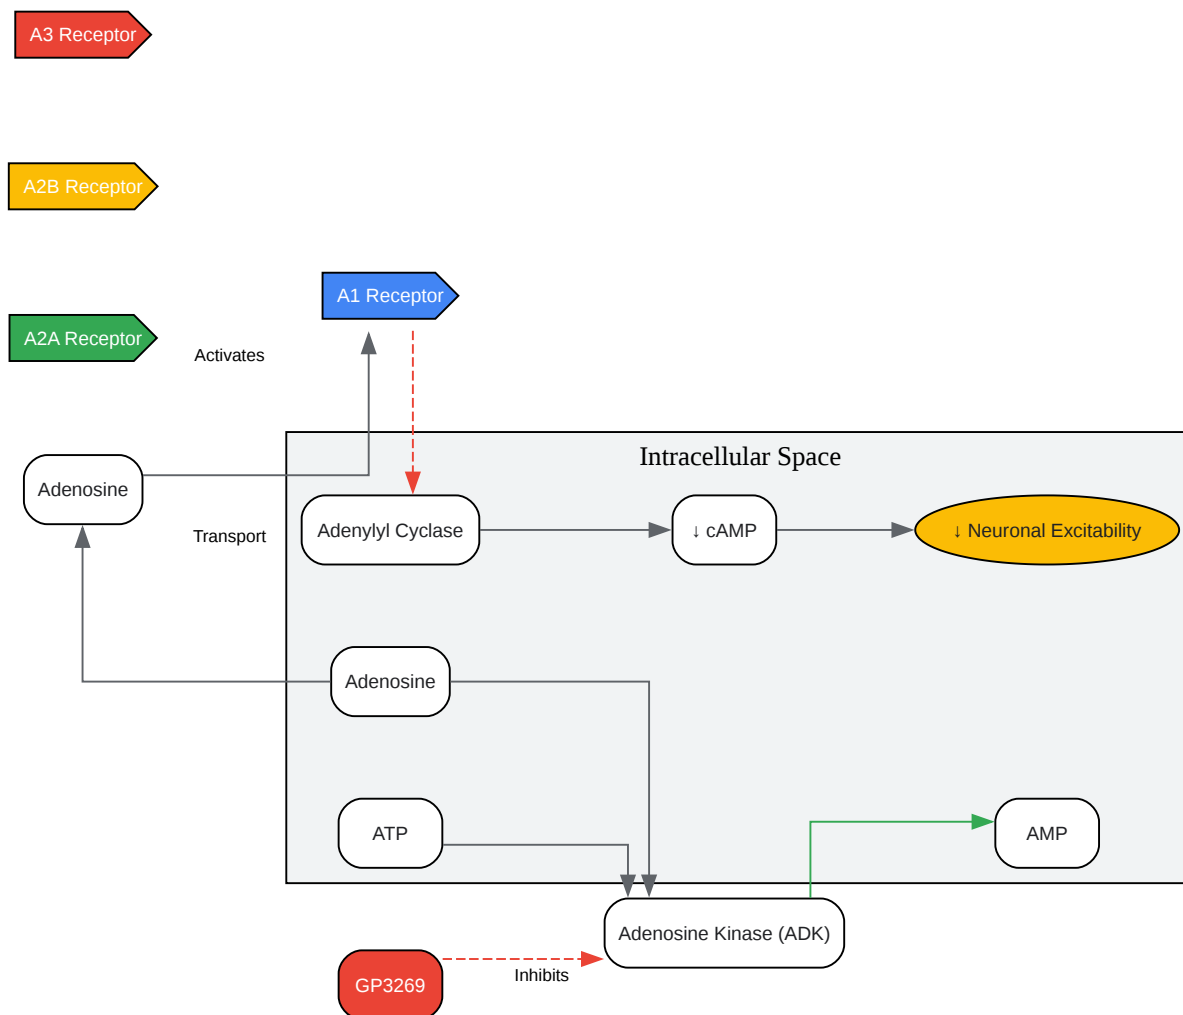 A3 Receptor
A2B Receptor
A1 Receptor
A2A Receptor
Activates
Intracellular Space
Adenosine
Adenylyl Cyclase
↓ cAMP
↓ Neuronal Excitability
Transport
Adenosine
ATP
AMP
Adenosine Kinase (ADK)
Inhibits
GP3269